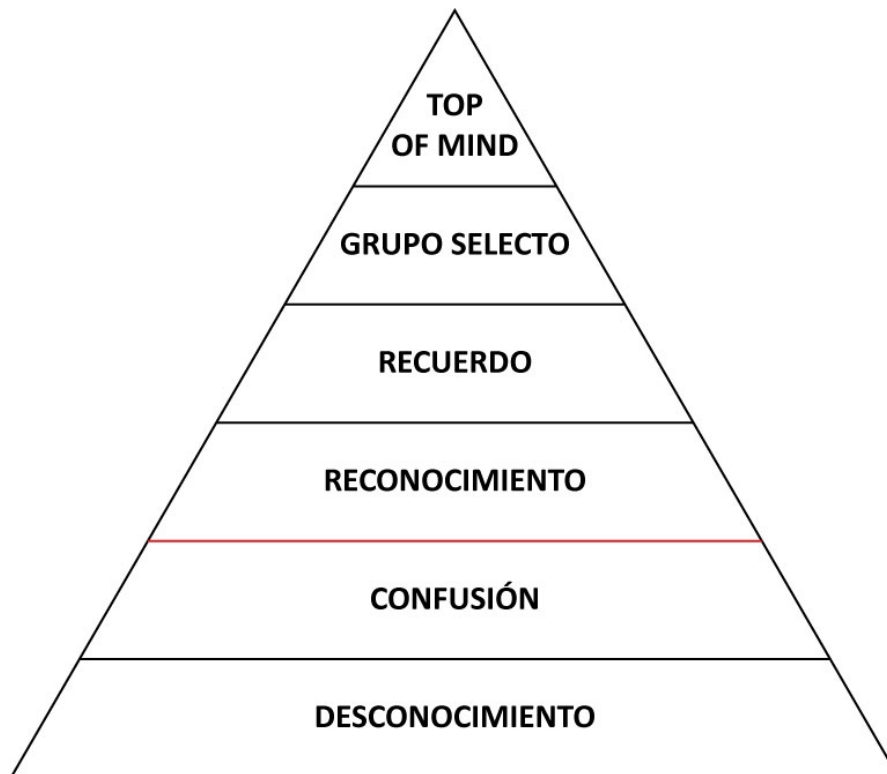 TOP
OF MIND
GRUPO SELECTO
RECUERDO
RECONOCIMIENTO
CONFUSIÓN
DESCONOCIMIENTO